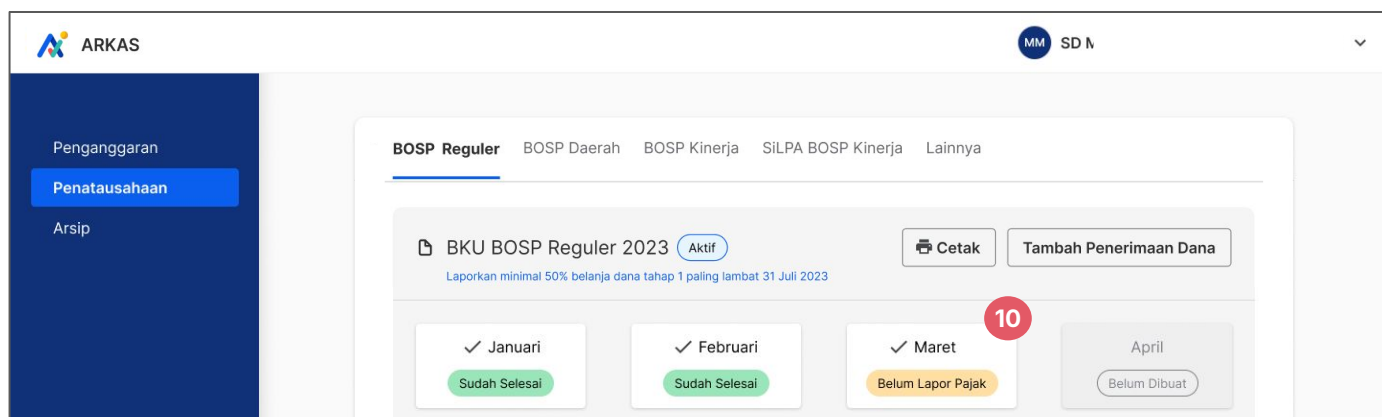 ARKAS
MM SD
Penganggaran
Penatausahaan
Arsip
BOSP Reguler BOSP Daerah BOSP Kinerja SiLPA BOSP Kinerja Lainnya
BKU BOSP Reguler 2023 Aktif
Laporkan minimal 50% belanja dana tahap 1 paling lambat 31 Juli 2023
Cetak Tambah Penerimaan Dana
10
Januari Februari Maret April
Sudah Selesai Sudah Selesai Belum Lapor Pajak Belum Dibuat